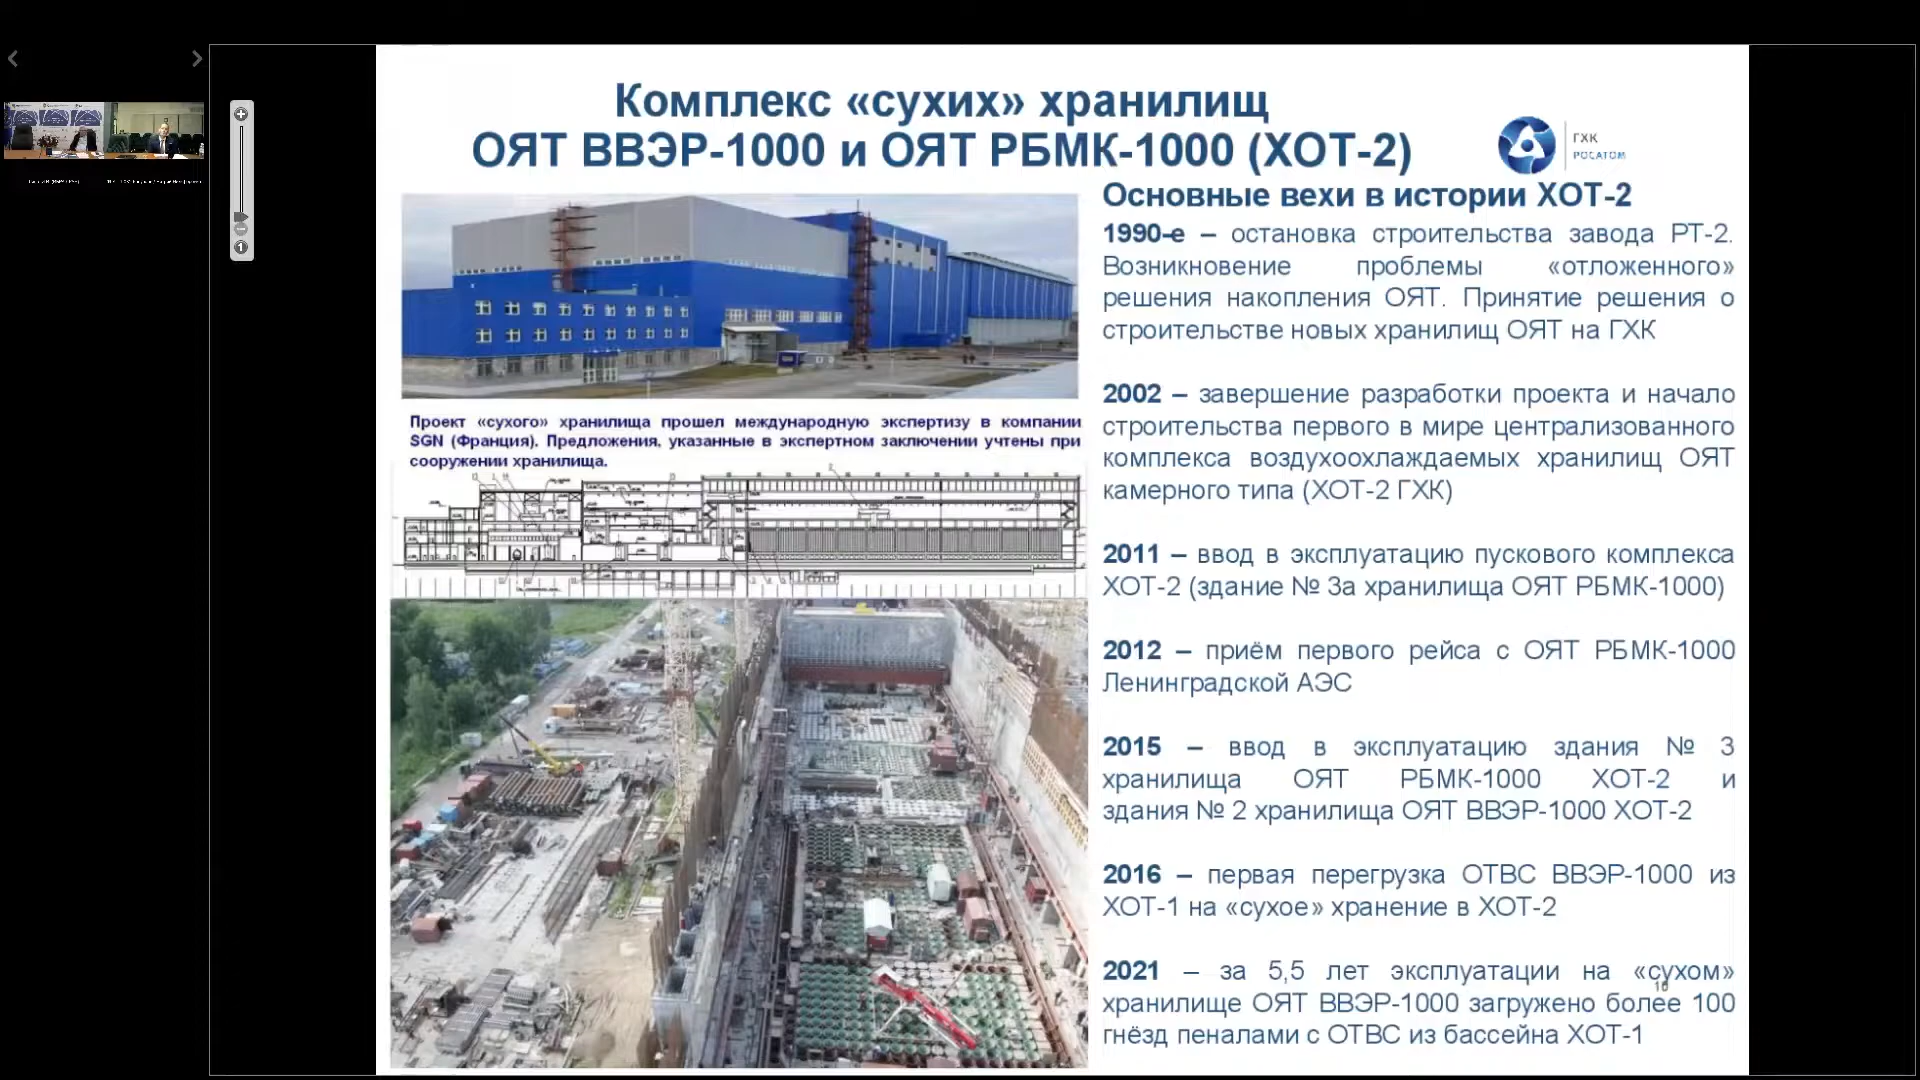 Комплекс «сухих» хранилищ
ОЯТ ВВЭР-1000 и ОЯТ РБМК-1000 (ХОТ-2)
ГХК
РОСАТОМ
Проект «сухого» хранилища прошел международную экспертизу в компании
SGN (Франция). Предложения, указанные в экспертном заключении учтены при
сооружении хранилища.
Основные вехи в истории ХОТ-2
1990-е – остановка строительства завода РТ-2.
Возникновение проблемы «отложенного»
решения накопления ОЯТ. Принятие решения о
строительстве новых хранилищ ОЯТ на ГХК
2002 – завершение разработки проекта и начало
строительства первого в мире централизованного
комплекса воздухоохлаждаемых хранилищ ОЯТ
камерного типа (ХОТ-2 ГХК)
2011 – ввод в эксплуатацию пускового комплекса
ХОТ-2 (здание № 3а хранилища ОЯТ РБМК-1000)
2012 – приём первого рейса с ОЯТ РБМК-1000
Ленинградской АЭС
2015 – ввод в эксплуатацию здания № 3
хранилища ОЯТ РБМК-1000 ХОТ-2 и
здания № 2 хранилища ОЯТ ВВЭР-1000 ХОТ-2
2016 – первая перегрузка ОТВС ВВЭР-1000 из
ХОТ-1 на «сухое» хранение в ХОТ-2
2021 – за 5,5 лет эксплуатации на «сухом»
хранилище ОЯТ ВВЭР-1000 загружено более 100
гнёзд пеналами с ОТВС из бассейна ХОТ-1